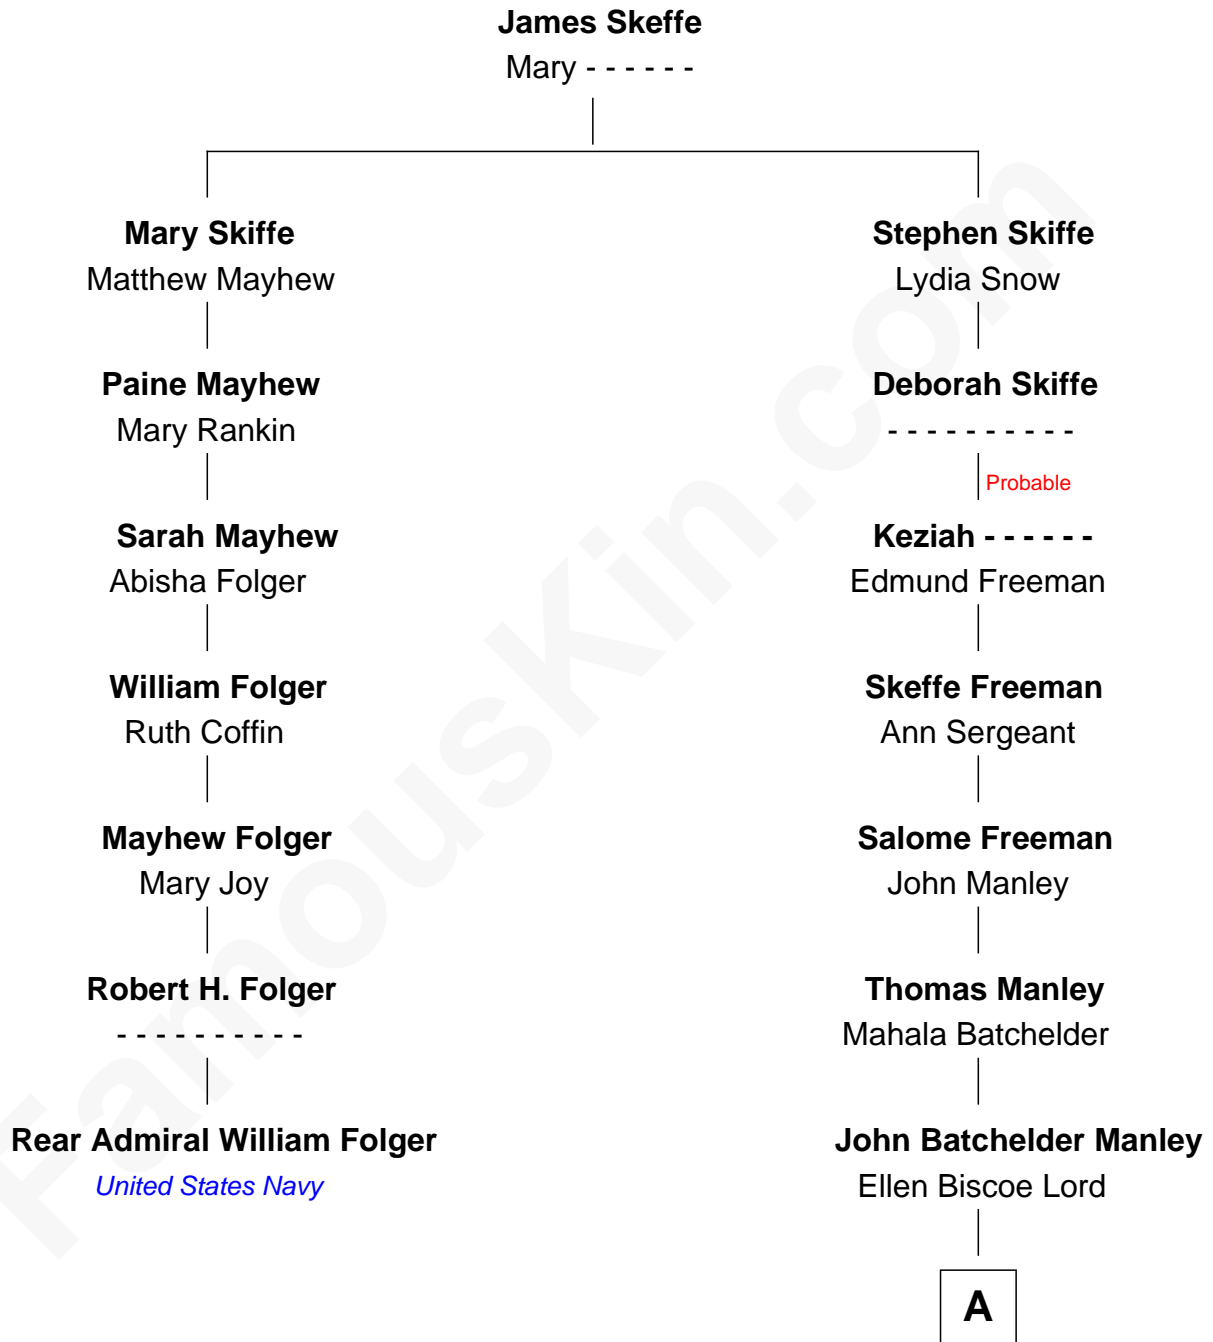 James Skeffe
Mary - - - - - -
Mary Skiffe
Matthew Mayhew
Stephen Skiffe
Lydia Snow
Paine Mayhew
Mary Rankin
Deborah Skiffe
- - - - - - - - - -
Probable
Sarah Mayhew
Abisha Folger
Keziah - - - - - -
Edmund Freeman
William Folger
Ruth Coffin
Skeffe Freeman
Ann Sergeant
Mayhew Folger
Mary Joy
Salome Freeman
John Manley
Robert H. Folger
- - - - - - - - - -
Thomas Manley
Mahala Batchelder
Rear Admiral William Folger
United States Navy
John Batchelder Manley
Ellen Biscoe Lord
A
FamousKin.com